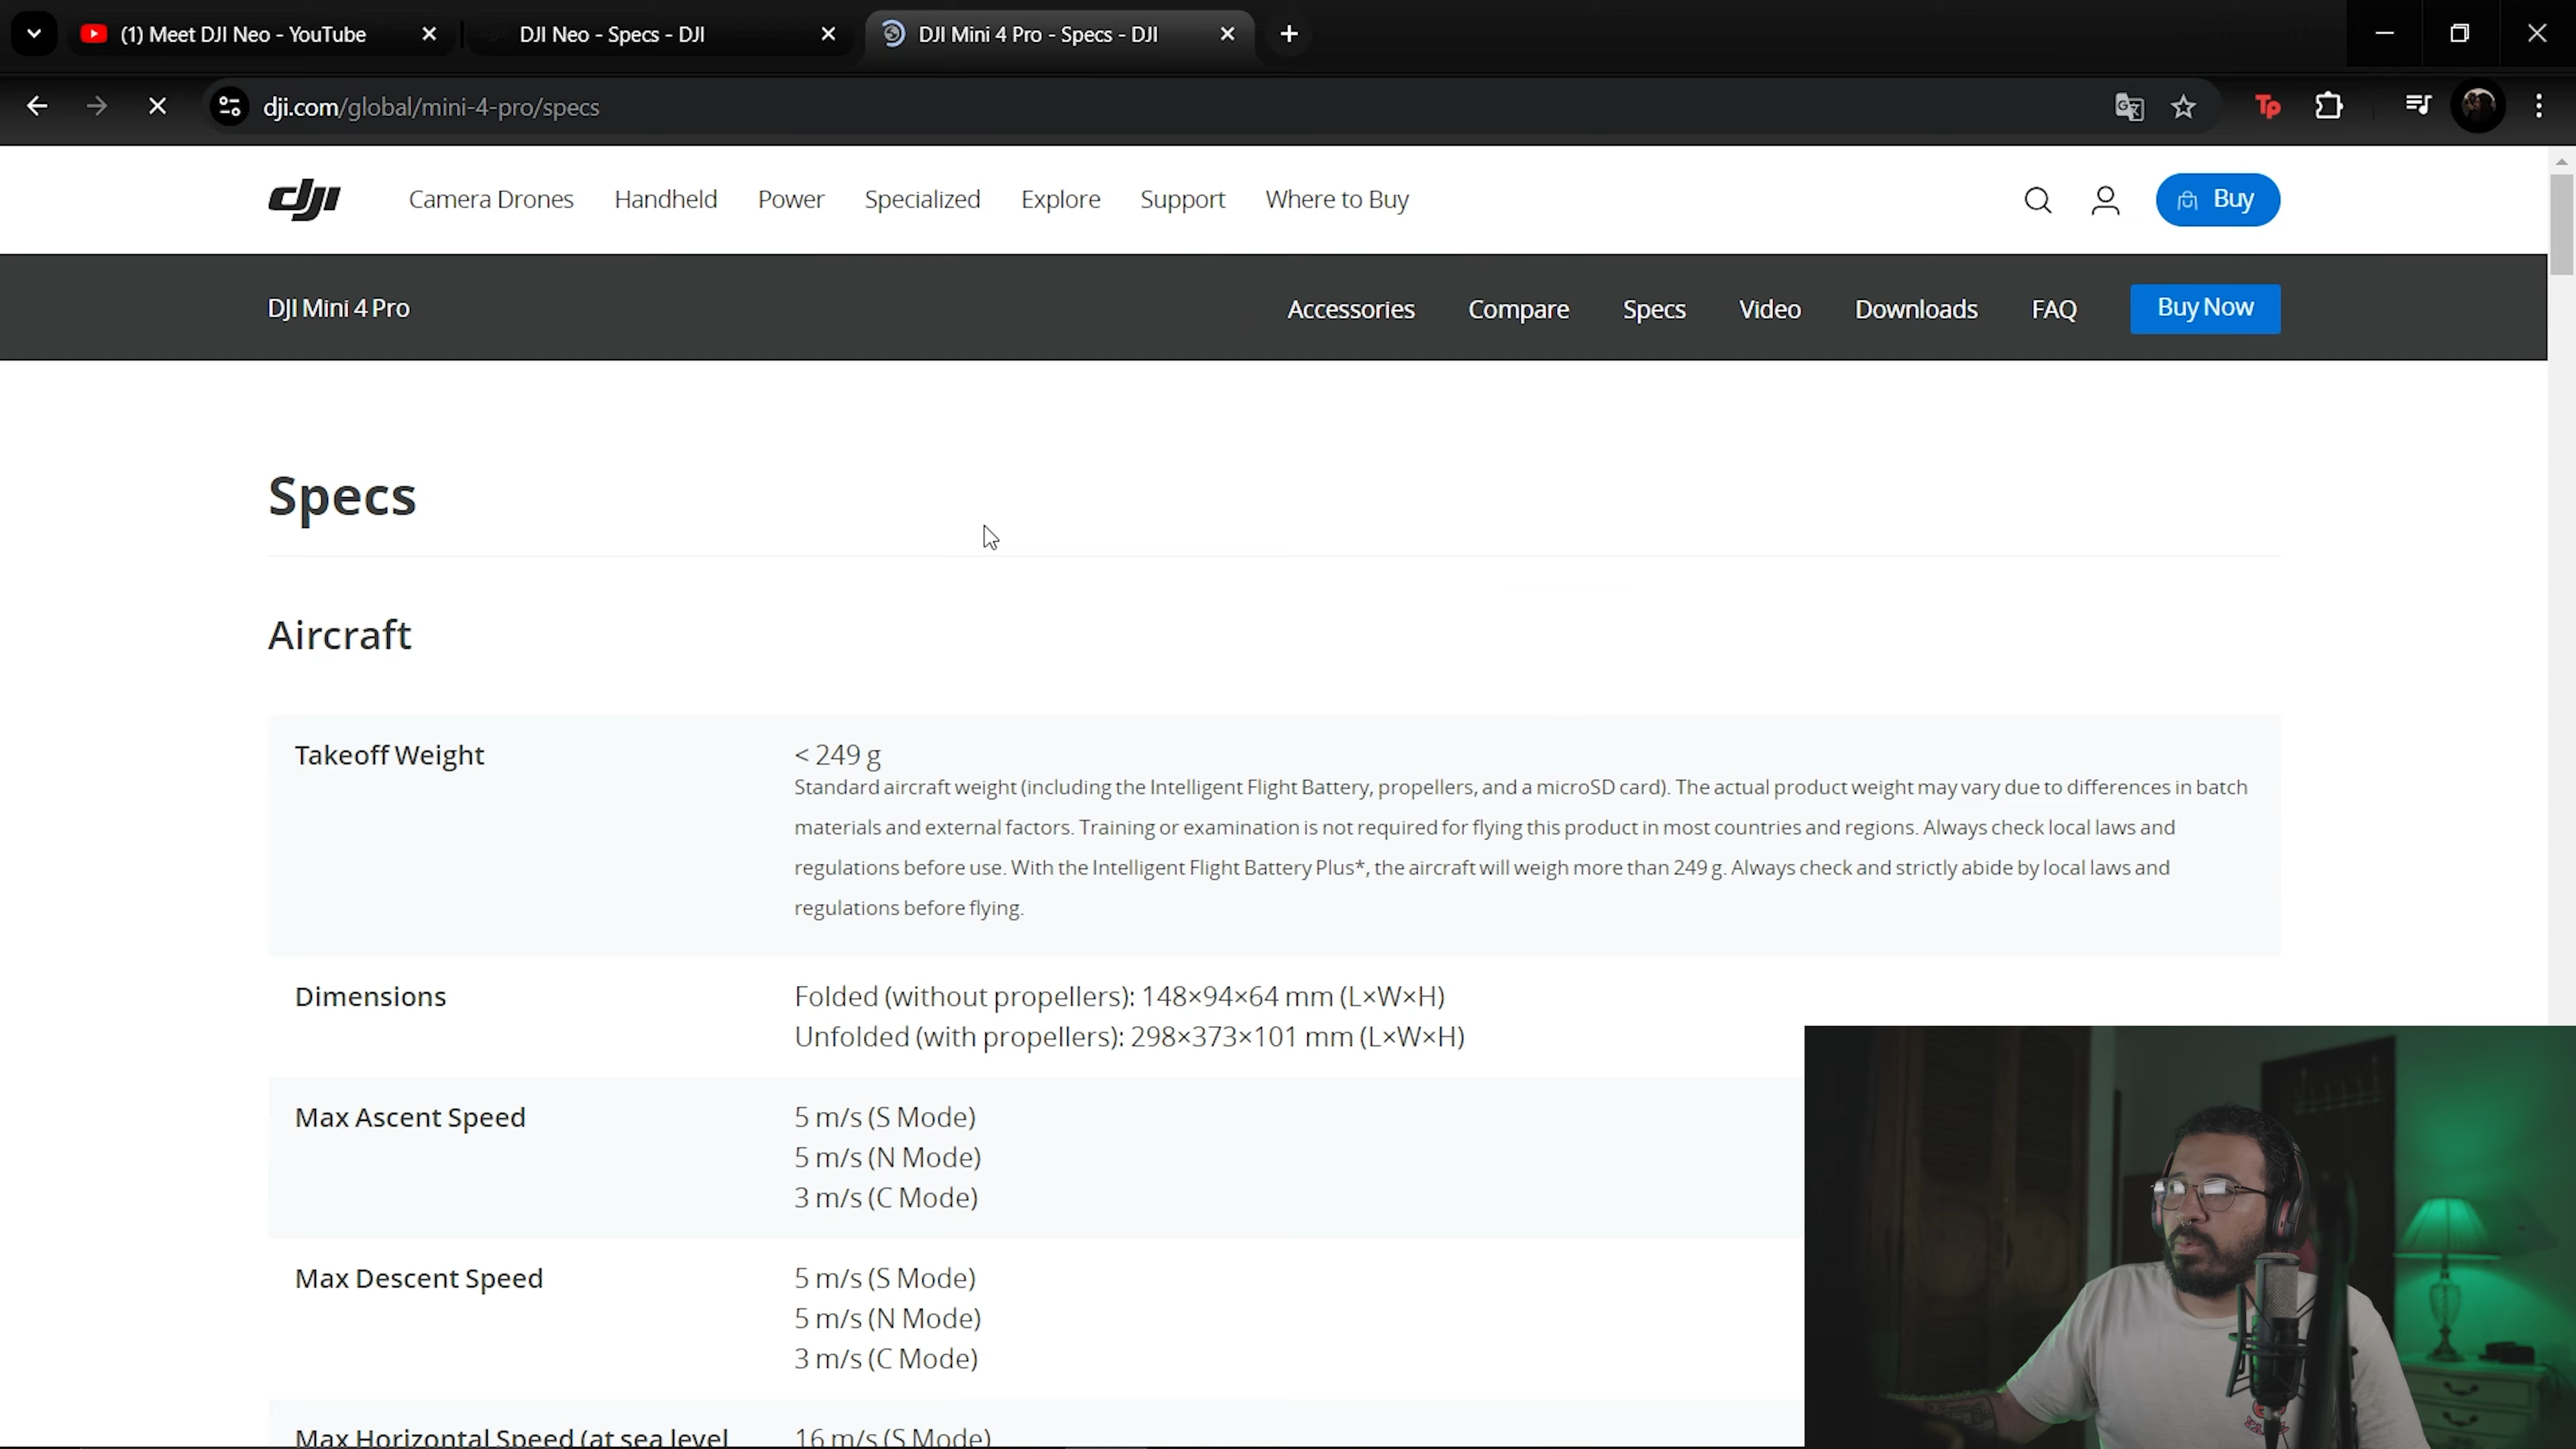 (1) Meet DJI Neo - YouTube
DJI Neo - Specs - DJI
DJI Mini 4 Pro - Specs - DJI
dji.com/global/mini-4-pro/specs
Tp
dji
Camera Drones
Handheld
Power
Specialized
Explore
Support
Where to Buy
Buy
DJI Mini 4 Pro
Accessories
Compare
Specs
Video
Downloads
FAQ
Buy Now
Specs
Aircraft
Takeoff Weight
< 249 g
Standard aircraft weight (including the Intelligent Flight Battery, propellers, and a microSD card). The actual product weight may vary due to differences in batch
materials and external factors. Training or examination is not required for flying this product in most countries and regions. Always check local laws and
regulations before use. With the Intelligent Flight Battery Plus*, the aircraft will weigh more than 249 g. Always check and strictly abide by local laws and
regulations before flying.
Dimensions
Folded (without propellers): 148×94×64 mm (L×W×H)
Unfolded (with propellers): 298×373×101 mm (L×W×H)
Max Ascent Speed
5 m/s (S Mode)
5 m/s (N Mode)
3 m/s (C Mode)
Max Descent Speed
5 m/s (S Mode)
5 m/s (N Mode)
3 m/s (C Mode)
Max Horizontal Speed (at sea level
16 m/s (S Mode)